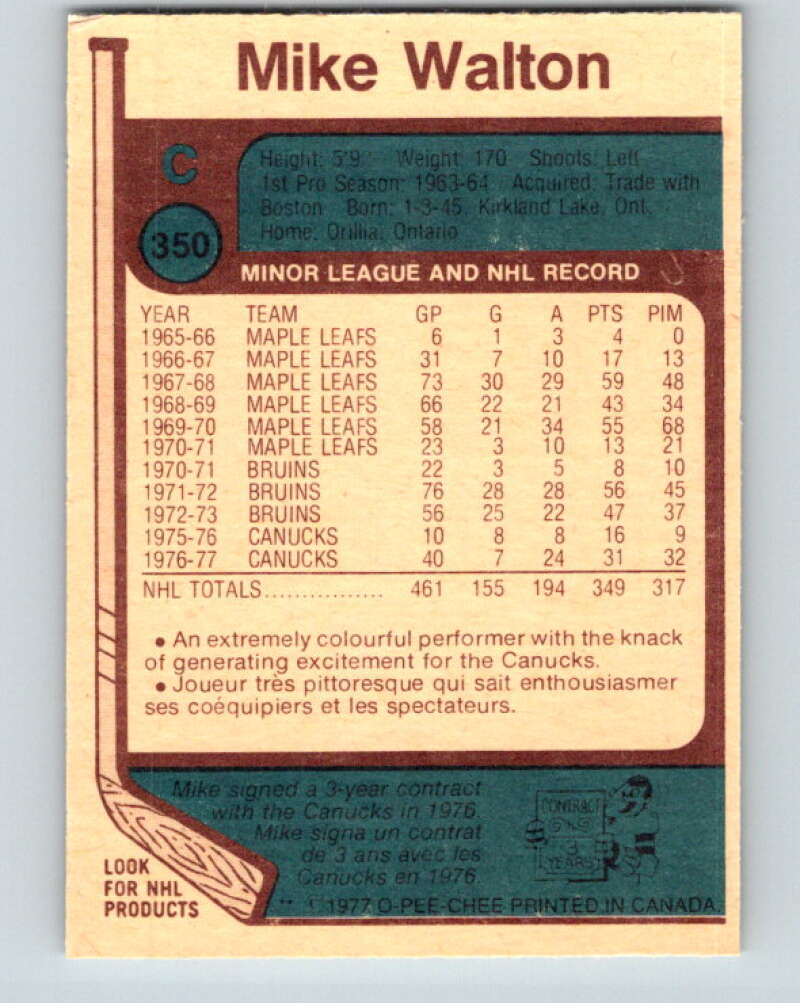 Mike Walton
C
350
Height: 5'9" Weight: 170 Shoots: Left
1st Pro Season: 1963-64 Acquired: Trade with
Boston Born: 1-3-45, Kirkland Lake, Ont.
Home: Orillia, Ontario
MINOR LEAGUE AND NHL RECORD
YEAR TEAM GP G A PTS PIM
1965-66 MAPLE LEAFS 6 1 3 4 0
1966-67 MAPLE LEAFS 31 7 10 17 13
1967-68 MAPLE LEAFS 73 30 29 59 48
1968-69 MAPLE LEAFS 66 22 21 43 34
1969-70 MAPLE LEAFS 58 21 34 55 68
1970-71 MAPLE LEAFS 23 3 10 13 21
1970-71 BRUINS 22 3 5 8 10
1971-72 BRUINS 76 28 28 56 45
1972-73 BRUINS 56 25 22 47 37
1975-76 CANUCKS 10 8 8 16 9
1976-77 CANUCKS 40 7 24 31 32
NHL TOTALS................ 461 155 194 349 317
• An extremely colourful performer with the knack
of generating excitement for the Canucks.
• Joueur très pittoresque qui sait enthousiasmer
ses coéquipiers et les spectateurs.
Mike signed a 3-year contract
with the Canucks in 1976.
Mike signa un contrat
de 3 ans avec les
Canucks en 1976.
CONTRACT
3
YEARS
LOOK
FOR NHL
PRODUCTS
** © 1977 O-PEE-CHEE PRINTED IN CANADA.